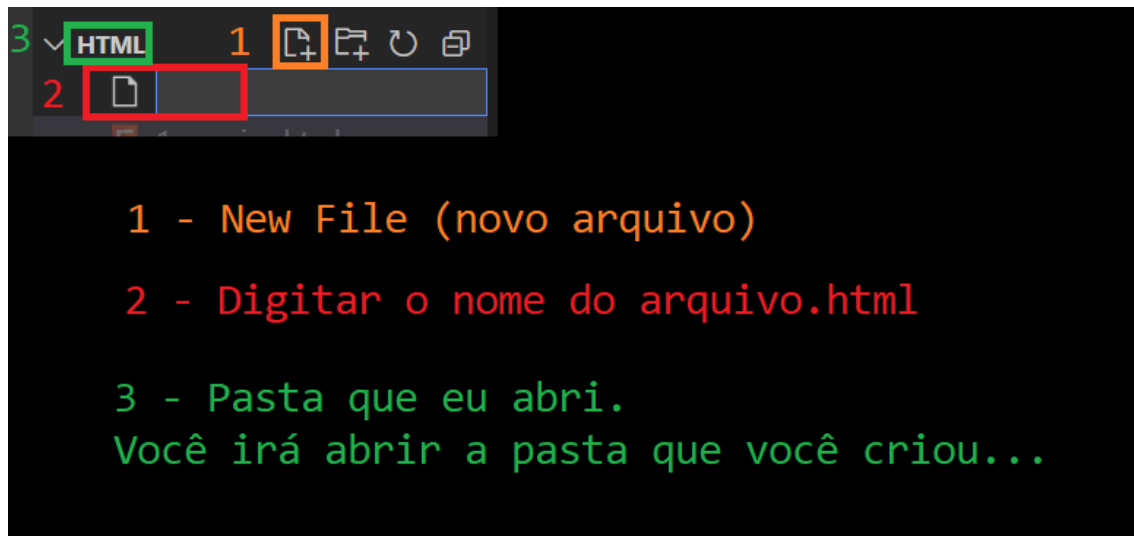 3 HTML 1
2
1 - New File (novo arquivo)
2 - Digitar o nome do arquivo.html
3 - Pasta que eu abri.
Você irá abrir a pasta que você criou...